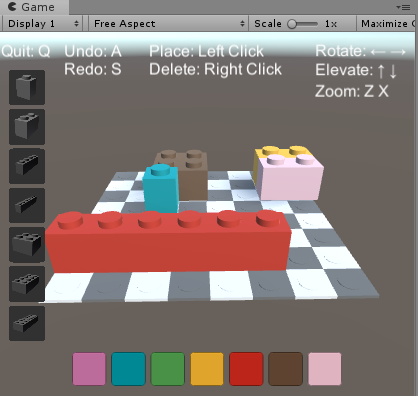 Game
Display 1 Free Aspect Scale 1x Maximize O
Quit: Q Undo: A Place: Left Click Rotate: ←→
Redo: S Delete: Right Click Elevate: ↑↓
Zoom: Z X